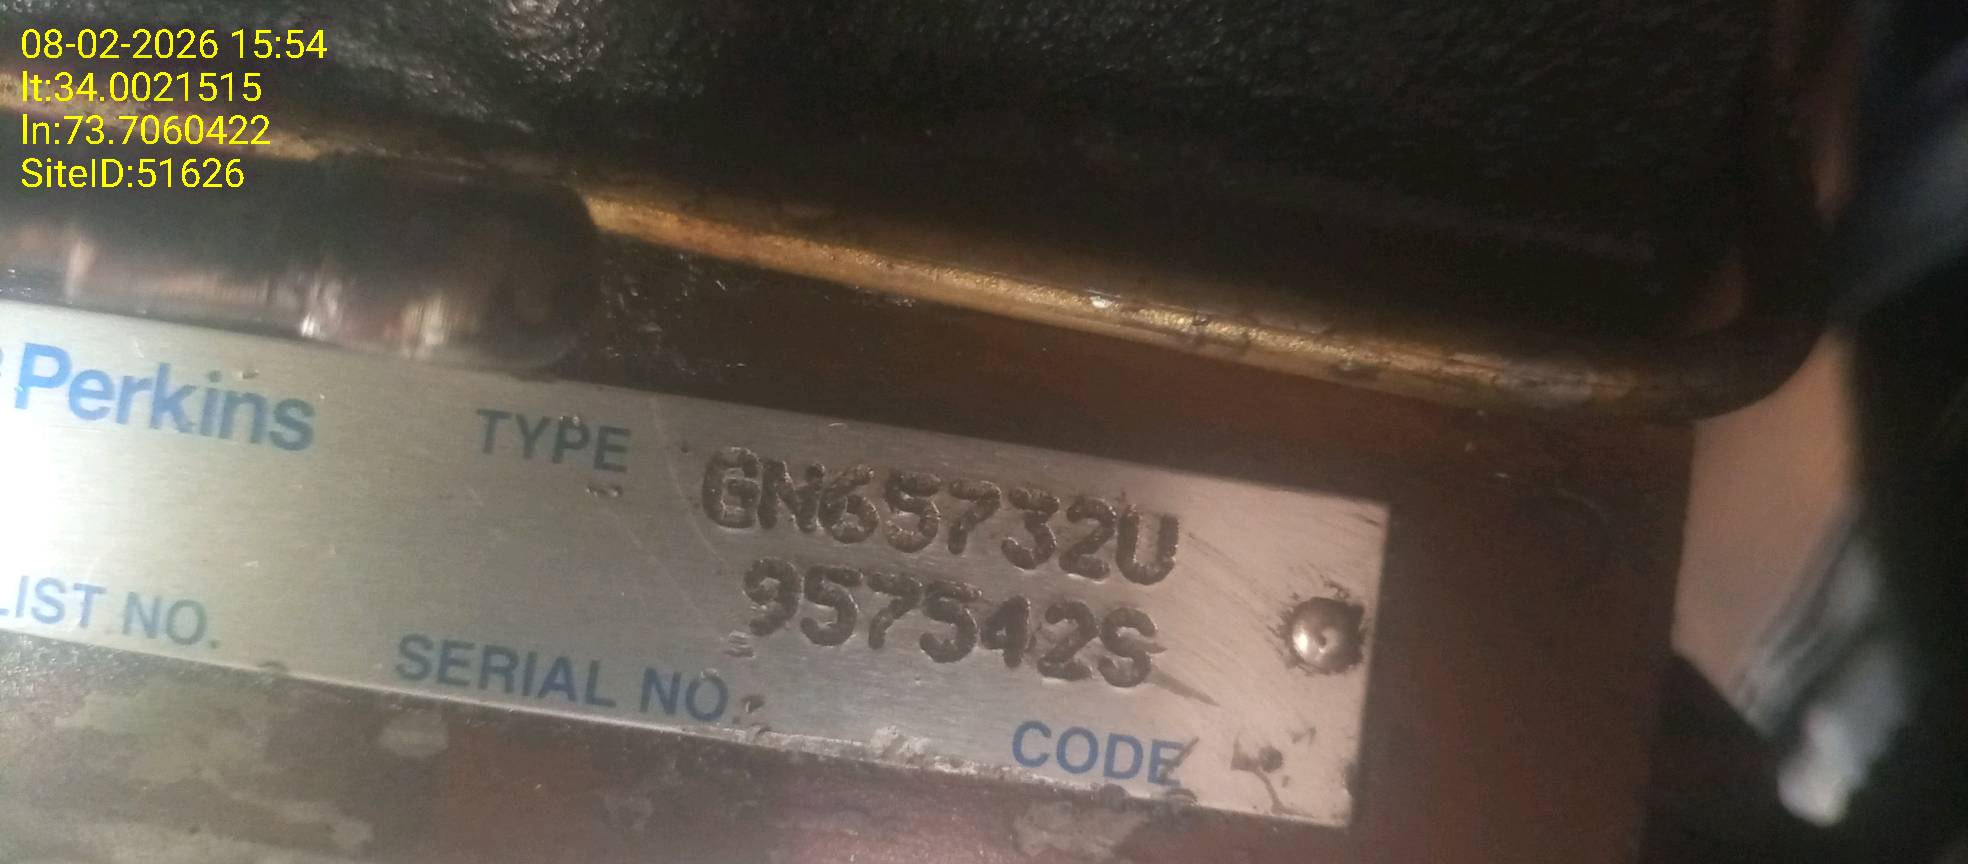 08-02-2026 15:54
lt:34.0021515
ln:73.7060422
SiteID:51626
Perkins
TYPE
GN65732U
957542S
LIST NO.
SERIAL NO.
CODE